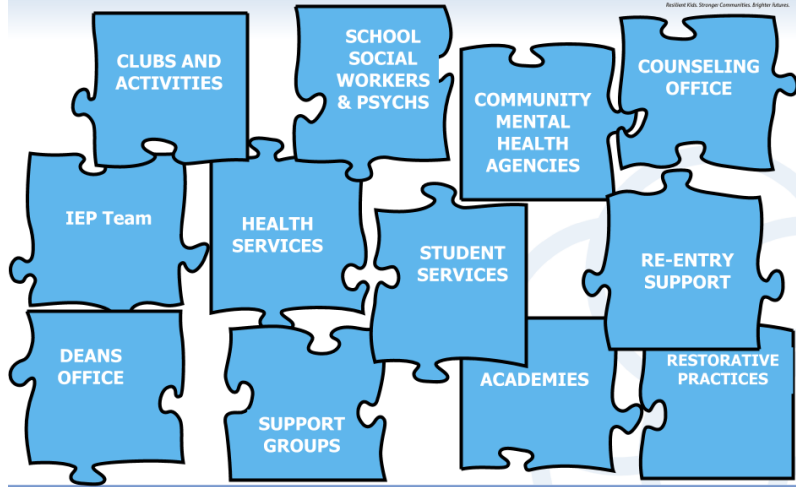 Resilient Kids. Stronger Communities. Brighter futures.
CLUBS AND
ACTIVITIES
SCHOOL
SOCIAL
WORKERS
& PSYCHS
COMMUNITY
MENTAL
HEALTH
AGENCIES
COUNSELING
OFFICE
IEP Team
HEALTH
SERVICES
STUDENT
SERVICES
RE-ENTRY
SUPPORT
DEANS
OFFICE
SUPPORT
GROUPS
ACADEMIES
RESTORATIVE
PRACTICES